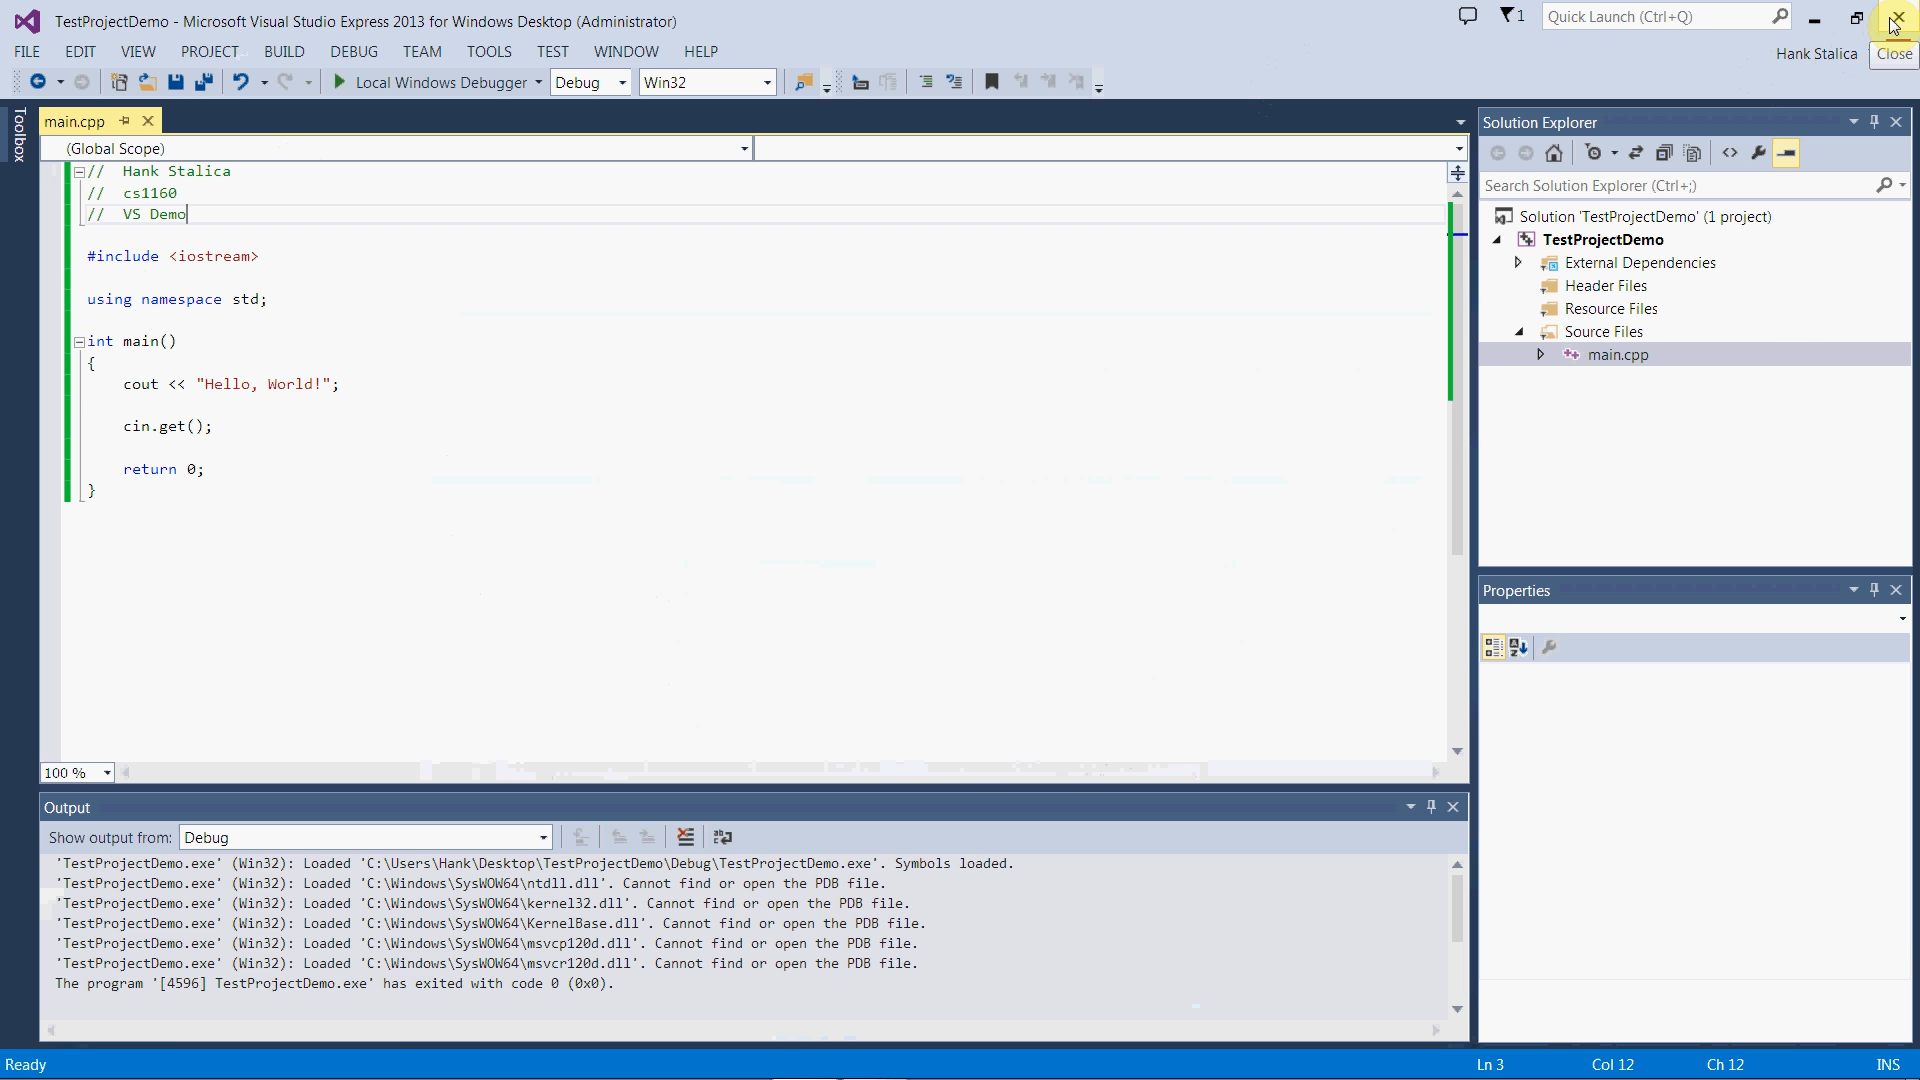 TestProjectDemo - Microsoft Visual Studio Express 2013 for Windows Desktop (Administrator)
1
Quick Launch (Ctrl+Q)
FILE EDIT VIEW PROJECT BUILD DEBUG TEAM TOOLS TEST WINDOW HELP
Hank Stalica
Close
Local Windows Debugger
Debug
Win32
Toolbox
main.cpp
(Global Scope)
// Hank Stalica
// cs1160
// VS Demo
#include <iostream>
using namespace std;
int main()
{
cout << "Hello, World!";
cin.get();
return 0;
}
100 %
Solution Explorer
Search Solution Explorer (Ctrl+;)
Solution 'TestProjectDemo' (1 project)
TestProjectDemo
External Dependencies
Header Files
Resource Files
Source Files
main.cpp
Properties
Output
Show output from: Debug
'TestProjectDemo.exe' (Win32): Loaded 'C:\Users\Hank\Desktop\TestProjectDemo\Debug\TestProjectDemo.exe'. Symbols loaded.
'TestProjectDemo.exe' (Win32): Loaded 'C:\Windows\SysWOW64\ntdll.dll'. Cannot find or open the PDB file.
'TestProjectDemo.exe' (Win32): Loaded 'C:\Windows\SysWOW64\kernel32.dll'. Cannot find or open the PDB file.
'TestProjectDemo.exe' (Win32): Loaded 'C:\Windows\SysWOW64\KernelBase.dll'. Cannot find or open the PDB file.
'TestProjectDemo.exe' (Win32): Loaded 'C:\Windows\SysWOW64\msvcp120d.dll'. Cannot find or open the PDB file.
'TestProjectDemo.exe' (Win32): Loaded 'C:\Windows\SysWOW64\msvcr120d.dll'. Cannot find or open the PDB file.
The program '[4596] TestProjectDemo.exe' has exited with code 0 (0x0).
Ready
Ln 3
Col 12
Ch 12
INS